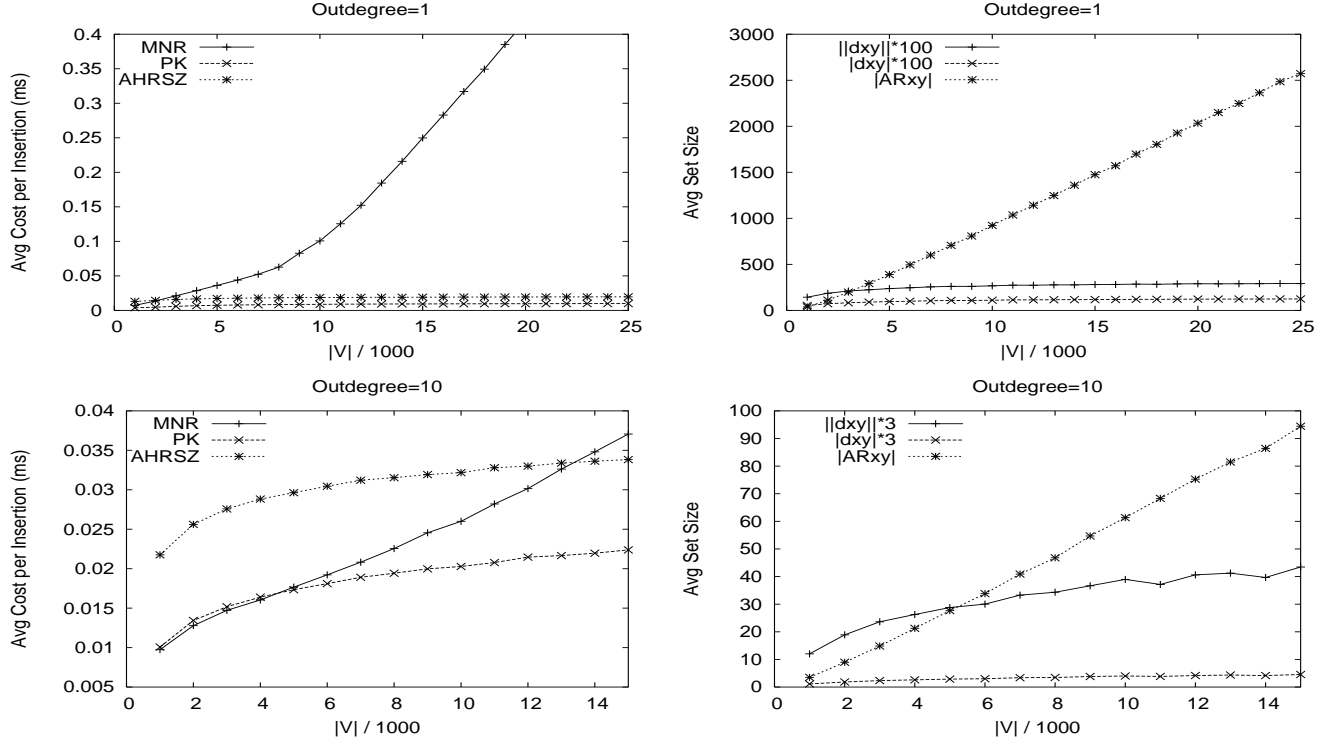 Outdegree=1
MNR
PK
AHRSZ
0.4
0.35
0.3
0.25
0.2
0.15
0.1
0.05
0
Avg Cost per Insertion (ms)
0 5 10 15 20 25
|V| / 1000
Outdegree=1
||dxy||*100
|dxy|*100
|ARxy|
3000
2500
2000
1500
1000
500
0
Avg Set Size
0 5 10 15 20 25
|V| / 1000
Outdegree=10
MNR
PK
AHRSZ
0.04
0.035
0.03
0.025
0.02
0.015
0.01
0.005
Avg Cost per Insertion (ms)
0 2 4 6 8 10 12 14
|V| / 1000
Outdegree=10
||dxy||*3
|dxy|*3
|ARxy|
100
90
80
70
60
50
40
30
20
10
0
Avg Set Size
0 2 4 6 8 10 12 14
|V| / 1000